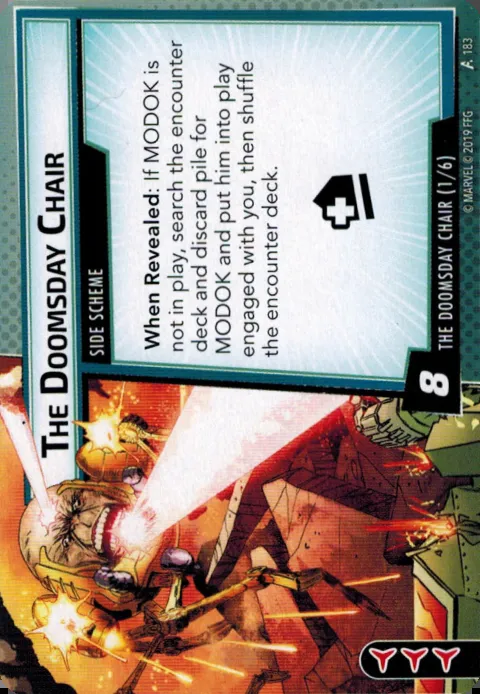 THE DOOMSDAY CHAIR
SIDE SCHEME
When Revealed: If MODOK is
not in play, search the encounter
deck and discard pile for
MODOK and put him into play
engaged with you, then shuffle
the encounter deck.
8
THE DOOMSDAY CHAIR (1/6)
© MARVEL © 2019 FFG
183